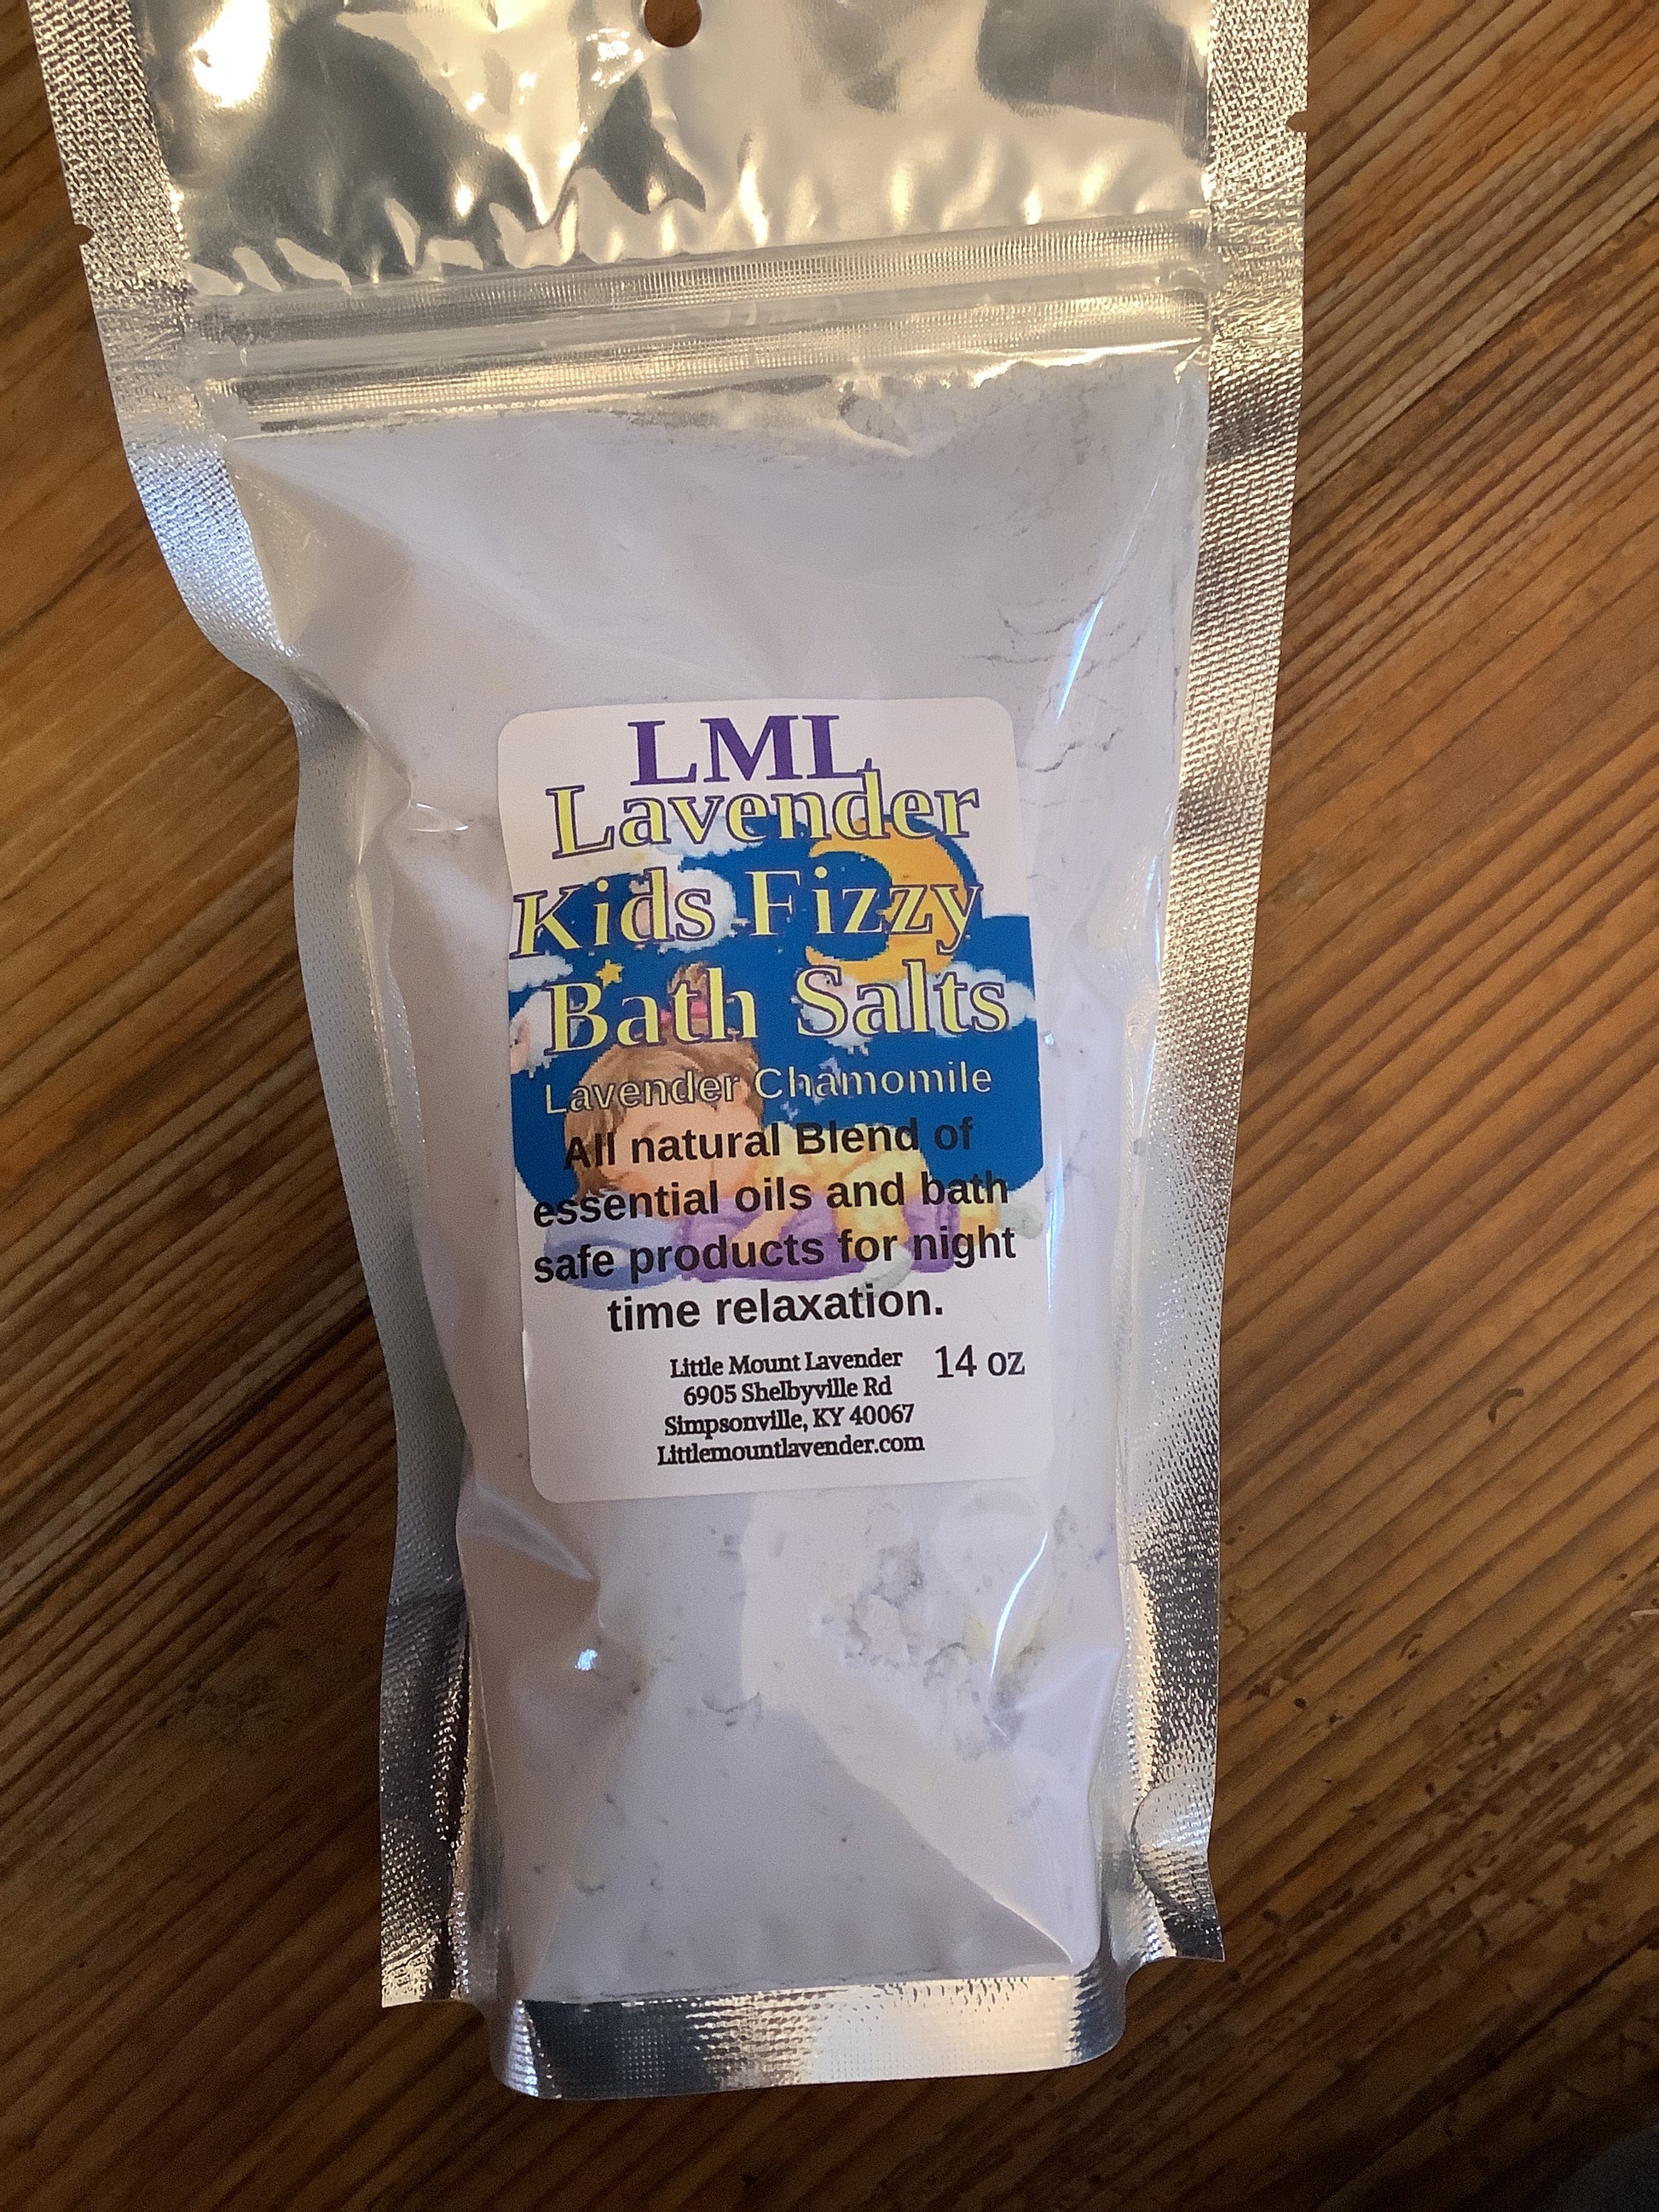 LML
Lavender
Kids Fizzy
Bath Salts
Lavender Chamomile
All natural Blend of
essential oils and bath
safe products for night
time relaxation.
Little Mount Lavender 14 oz
6905 Shelbyville Rd
Simpsonville, KY 40067
Littlemountlavender.com